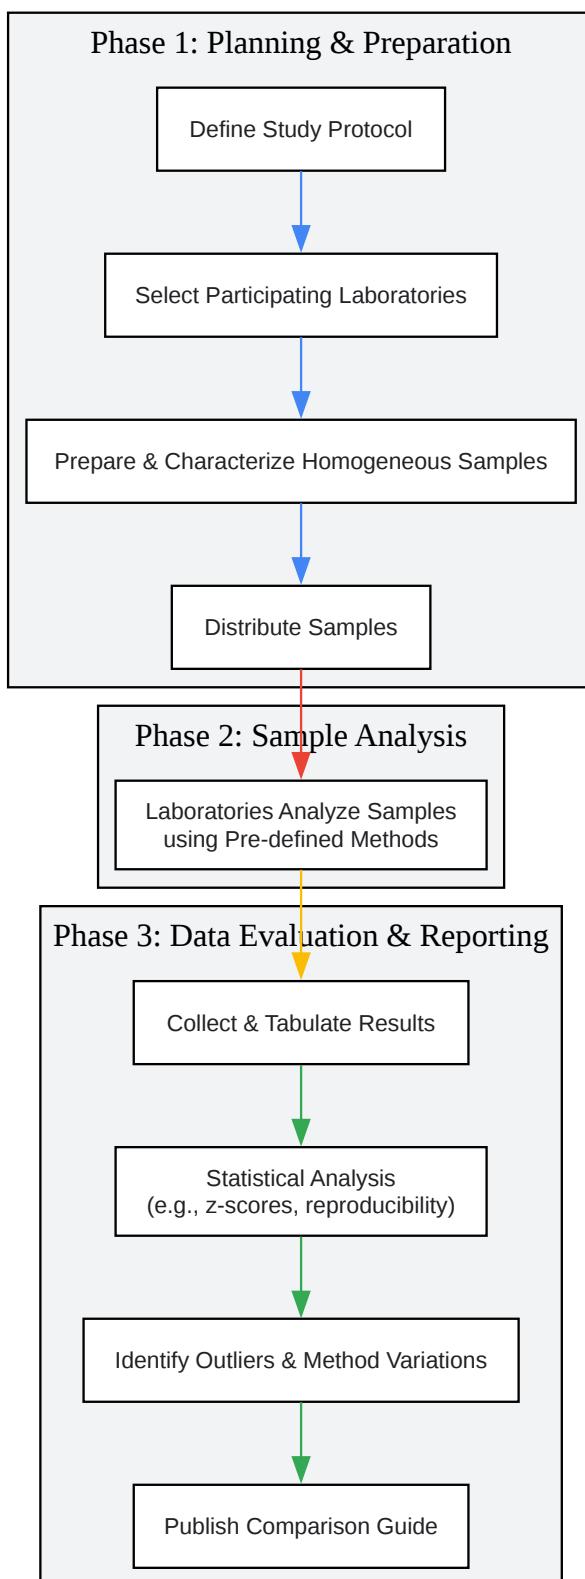 Phase 1: Planning & Preparation
Define Study Protocol
Select Participating Laboratories
Prepare & Characterize Homogeneous Samples
Distribute Samples
Phase 2: Sample Analysis
Laboratories Analyze Samples
using Pre-defined Methods
Phase 3: Data Evaluation & Reporting
Collect & Tabulate Results
Statistical Analysis
(e.g., z-scores, reproducibility)
Identify Outliers & Method Variations
Publish Comparison Guide